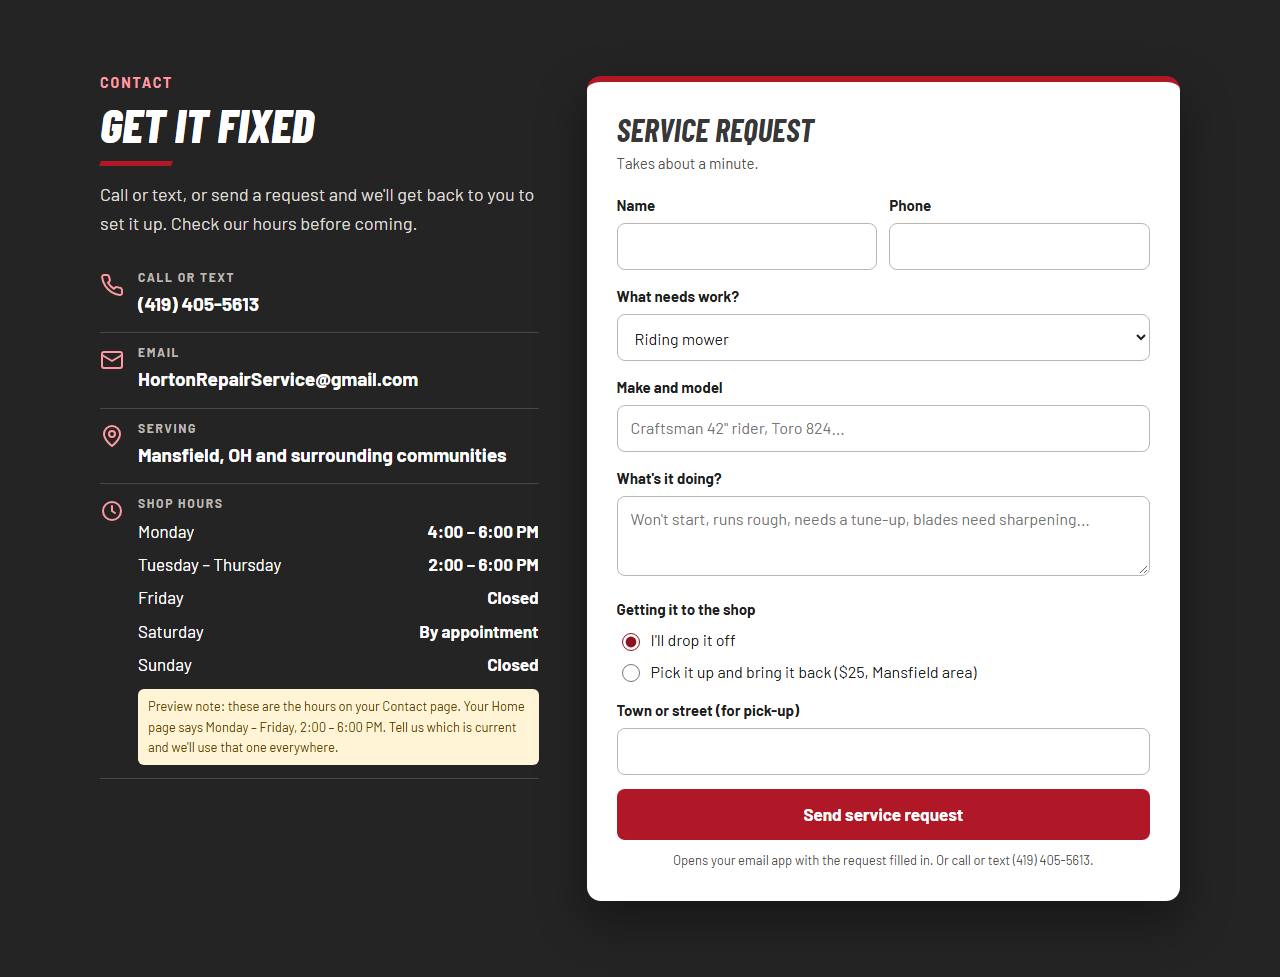 CONTACT
GET IT FIXED
Call or text, or send a request and we'll get back to you to
set it up. Check our hours before coming.
CALL OR TEXT
(419) 405-5613
EMAIL
HortonRepairService@gmail.com
SERVING
Mansfield, OH and surrounding communities
SHOP HOURS
Monday 4:00 – 6:00 PM
Tuesday – Thursday 2:00 – 6:00 PM
Friday Closed
Saturday By appointment
Sunday Closed
Preview note: these are the hours on your Contact page. Your Home
page says Monday – Friday, 2:00 – 6:00 PM. Tell us which is current
and we'll use that one everywhere.
SERVICE REQUEST
Takes about a minute.
Name Phone
What needs work?
Riding mower
Make and model
Craftsman 42" rider, Toro 824…
What's it doing?
Won't start, runs rough, needs a tune-up, blades need sharpening…
Getting it to the shop
I'll drop it off
Pick it up and bring it back ($25, Mansfield area)
Town or street (for pick-up)
Send service request
Opens your email app with the request filled in. Or call or text (419) 405-5613.